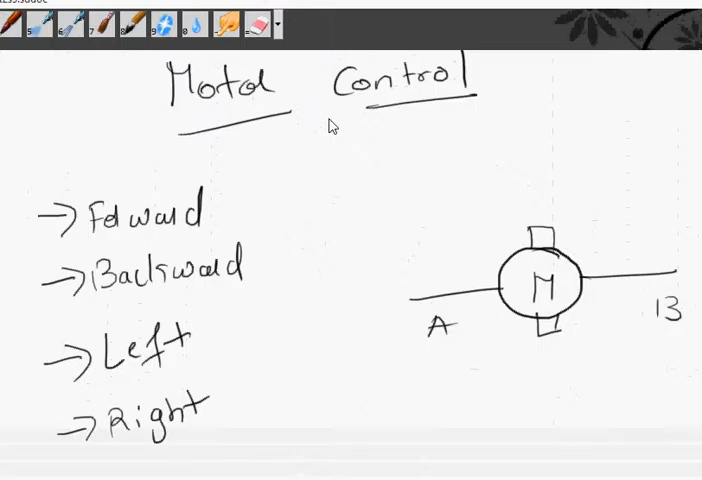 Motor Control
→ Forward
→ Backward
→ Left
→ Right
M
A
B